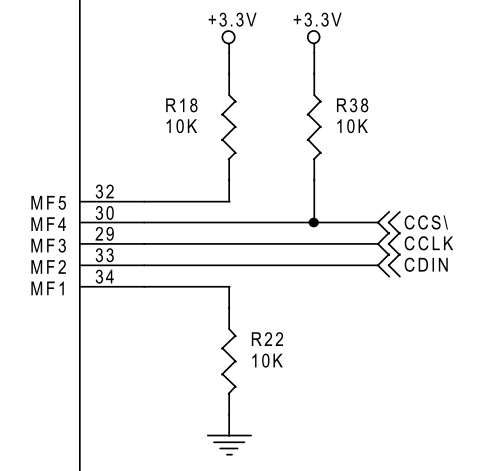 +3.3V +3.3V
R18
10K
R38
10K
MF5 32
MF4 30 CCS\
MF3 29 CCLK
MF2 33 CDIN
MF1 34
R22
10K